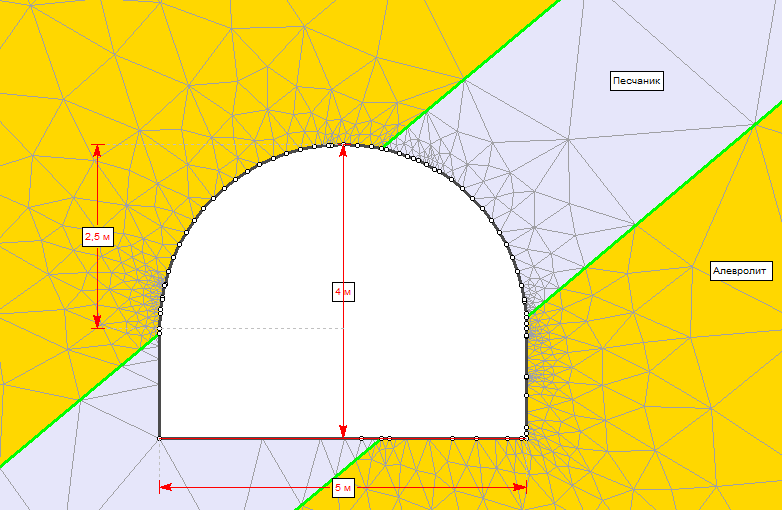 Песчаник
2,5 м
Алевролит
4 м
5 м